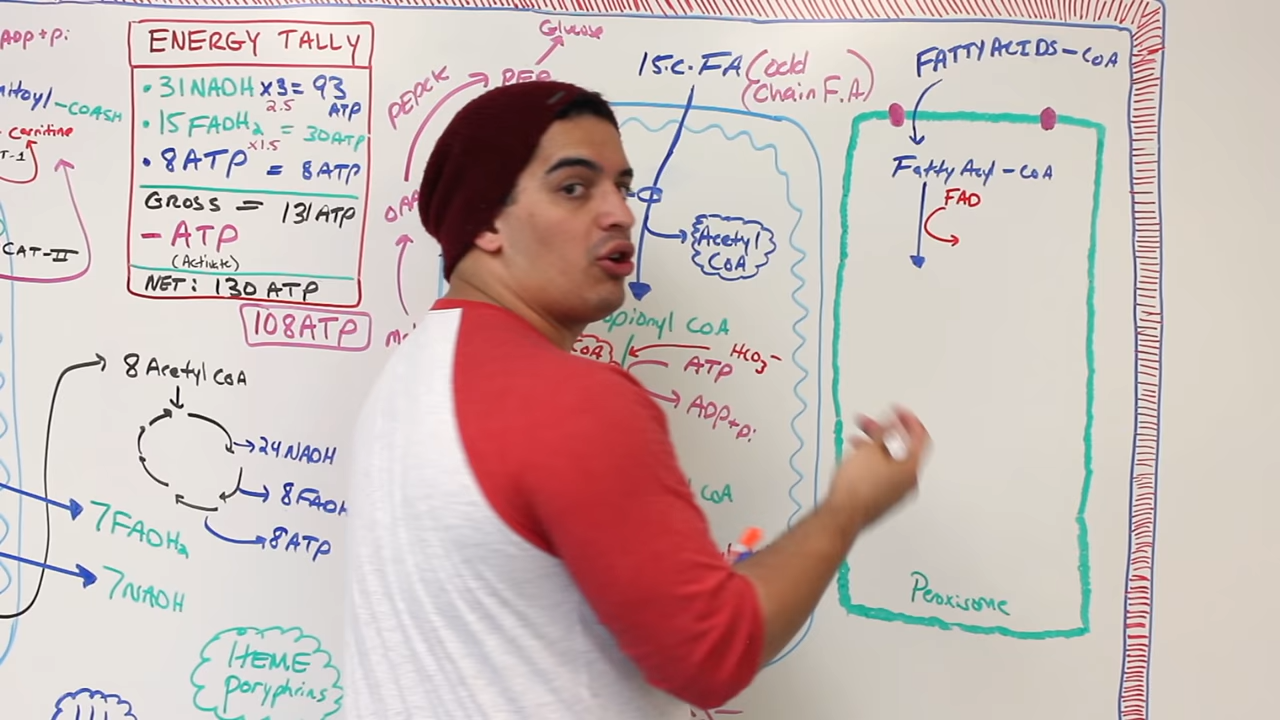 ADP+Pi
-COASH
Carnitine
T-1
CAT-II
ENERGY TALLY
• 31 NADH x3 = 93 ATP
2.5
• 15 FADH2 = 30 ATP
x1.5
• 8 ATP = 8 ATP
GROSS = 131 ATP
- ATP
(Activate)
NET: 130 ATP
108 ATP
8 Acetyl CoA
24 NADH
8 FADH
8 ATP
7 FADH2
7 NADH
HEME
poryphrins
Glucose
PEP
PEPCK
OAA
15 C. FA (odd
Chain F.A)
Acetyl
CoA
opionyl CoA
CoA
HCO3-
ATP
ADP+Pi
CoA
FATTY ACIDS-CoA
Fatty Acyl-CoA
FAD
Peroxisome